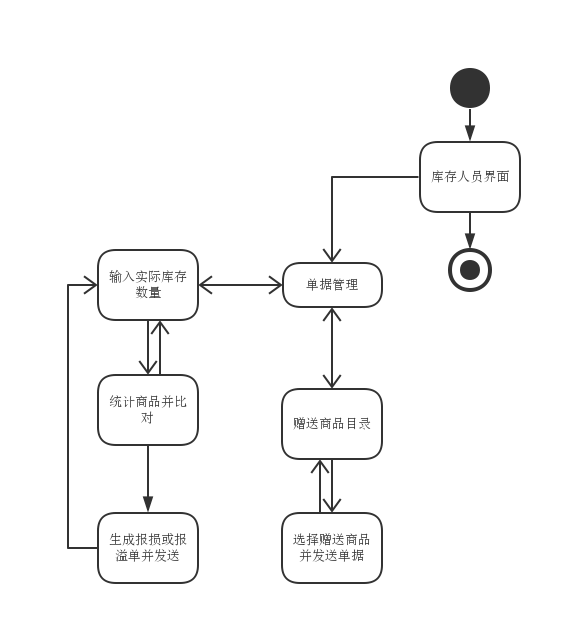 库存人员界面
输入实际库存
数量
单据管理
统计商品并比
对
赠送商品目录
生成报损或报
溢单并发送
选择赠送商品
并发送单据